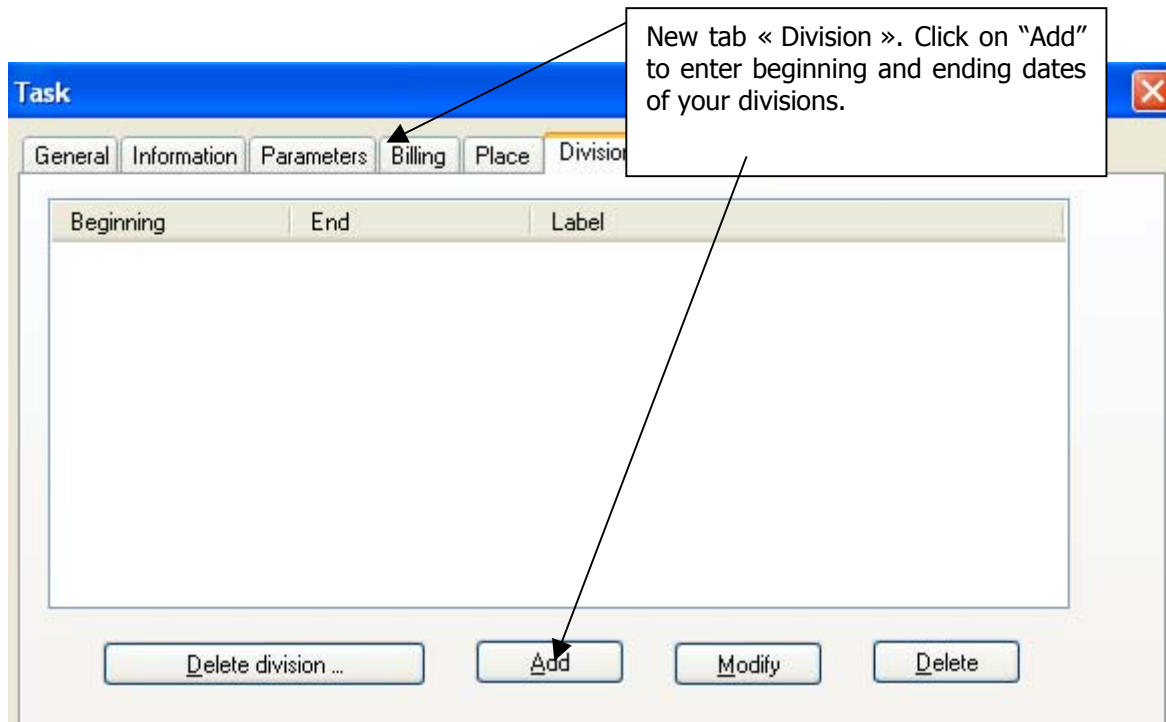 New tab « Division ». Click on “Add”
to enter beginning and ending dates
of your divisions.
Task
General Information Parameters Billing Place Division
Beginning End Label
Delete division ... Add Modify Delete